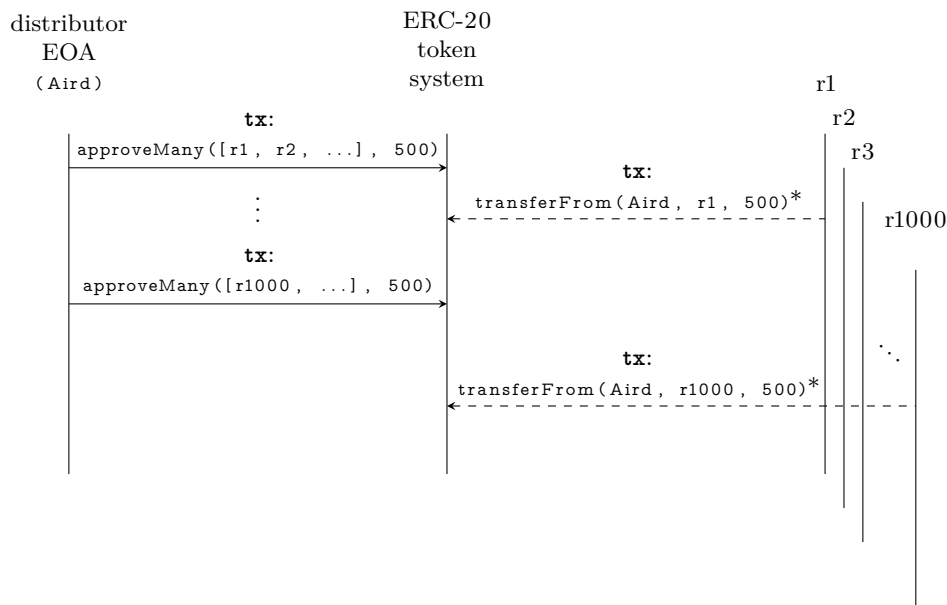 distributor
EOA
(Aird)
ERC-20
token
system
r1
r2
r3
r1000
tx:
approveMany([r1, r2, ...], 500)
tx:
transferFrom(Aird, r1, 500)*
tx:
approveMany([r1000, ...], 500)
tx:
transferFrom(Aird, r1000, 500)*